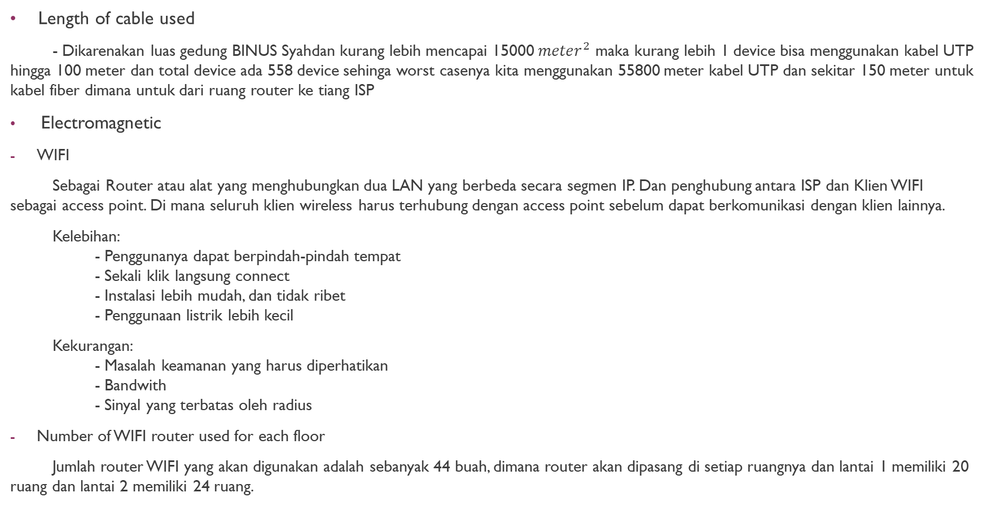 • Length of cable used
- Dikarenakan luas gedung BINUS Syahdan kurang lebih mencapai 15000 meter² maka kurang lebih 1 device bisa menggunakan kabel UTP
hingga 100 meter dan total device ada 558 device sehinga worst casenya kita menggunakan 55800 meter kabel UTP dan sekitar 150 meter untuk
kabel fiber dimana untuk dari ruang router ke tiang ISP
• Electromagnetic
- WIFI
Sebagai Router atau alat yang menghubungkan dua LAN yang berbeda secara segmen IP. Dan penghubung antara ISP dan Klien WIFI
sebagai access point. Di mana seluruh klien wireless harus terhubung dengan access point sebelum dapat berkomunikasi dengan klien lainnya.
Kelebihan:
- Penggunanya dapat berpindah-pindah tempat
- Sekali klik langsung connect
- Instalasi lebih mudah, dan tidak ribet
- Penggunaan listrik lebih kecil
Kekurangan:
- Masalah keamanan yang harus diperhatikan
- Bandwith
- Sinyal yang terbatas oleh radius
- Number of WIFI router used for each floor
Jumlah router WIFI yang akan digunakan adalah sebanyak 44 buah, dimana router akan dipasang di setiap ruangnya dan lantai 1 memiliki 20
ruang dan lantai 2 memiliki 24 ruang.